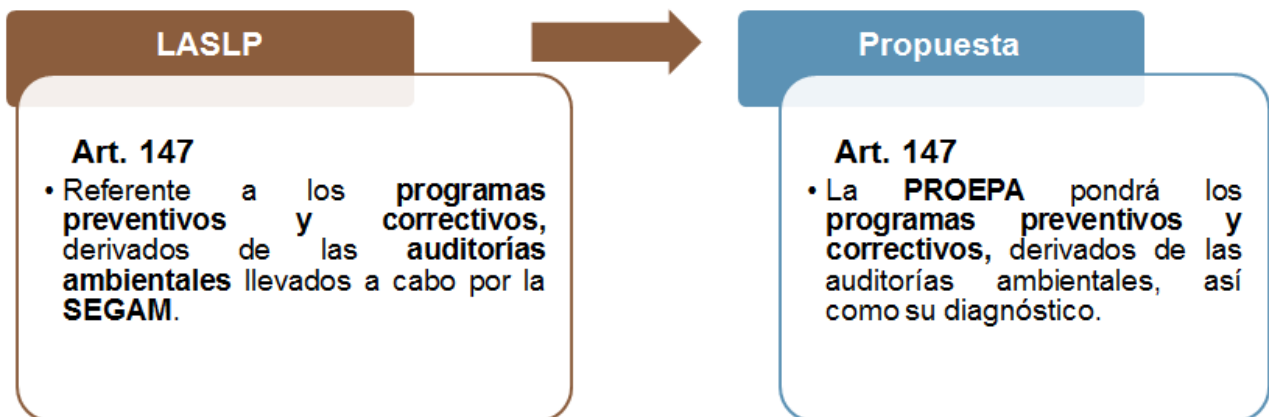 LASLP
Art. 147
• Referente a los programas
preventivos y correctivos,
derivados de las auditorías
ambientales llevados a cabo por la
SEGAM.
Propuesta
Art. 147
• La PROEPA pondrá los
programas preventivos y
correctivos, derivados de las
auditorías ambientales, así
como su diagnóstico.